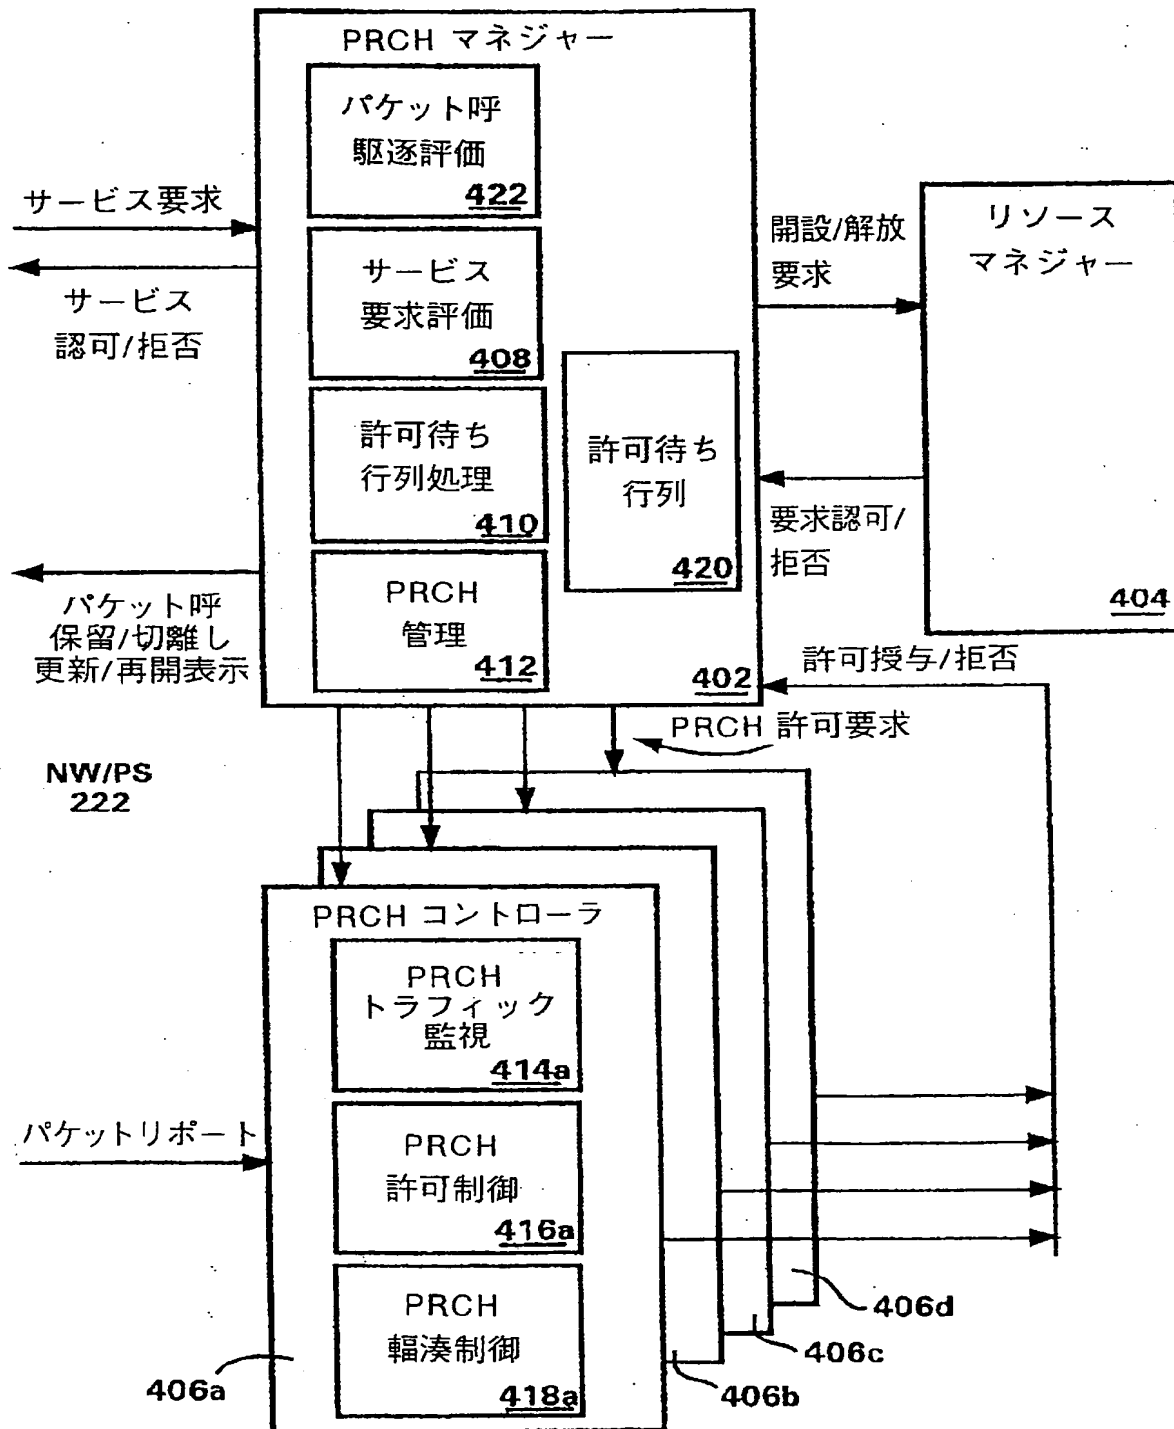 PRCH マネジャー
パケット呼
駆逐評価
422
サービス要求
サービス
認可/拒否
サービス
要求評価
408
許可待ち
行列処理
410
許可待ち
行列
420
PRCH
管理
412
402
開設/解放
要求
リソース
マネジャー
要求認可/
拒否
404
パケット呼
保留/切離し
更新/再開表示
許可授与/拒否
PRCH 許可要求
NW/PS
222
PRCH コントローラ
PRCH
トラフィック
監視
414a
パケットリポート
PRCH
許可制御
416a
PRCH
輻湊制御
418a
406a
406b
406c
406d